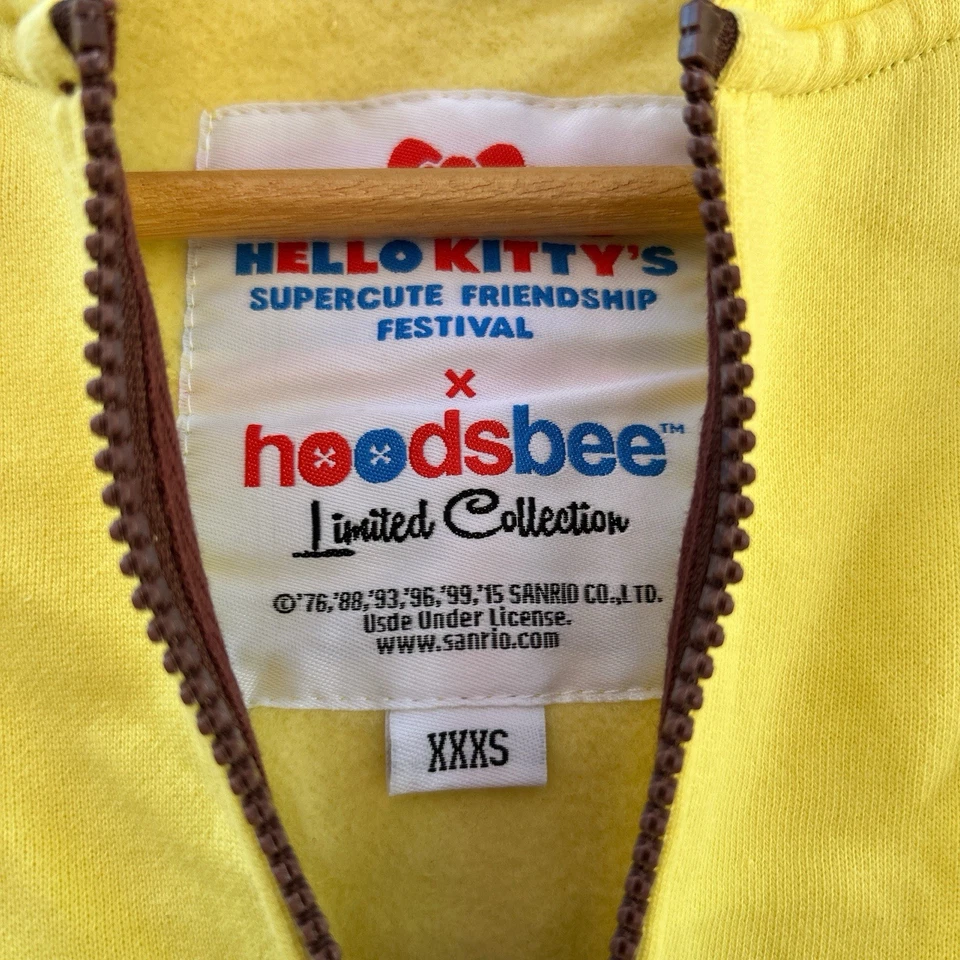 HELLO KITTY'S
SUPERCUTE FRIENDSHIP
FESTIVAL
x
hoodsbee™
Limited Collection
©'76,'88,'93,'96,'99,'15 SANRIO CO.,LTD.
Usde Under License.
www.sanrio.com
XXXS